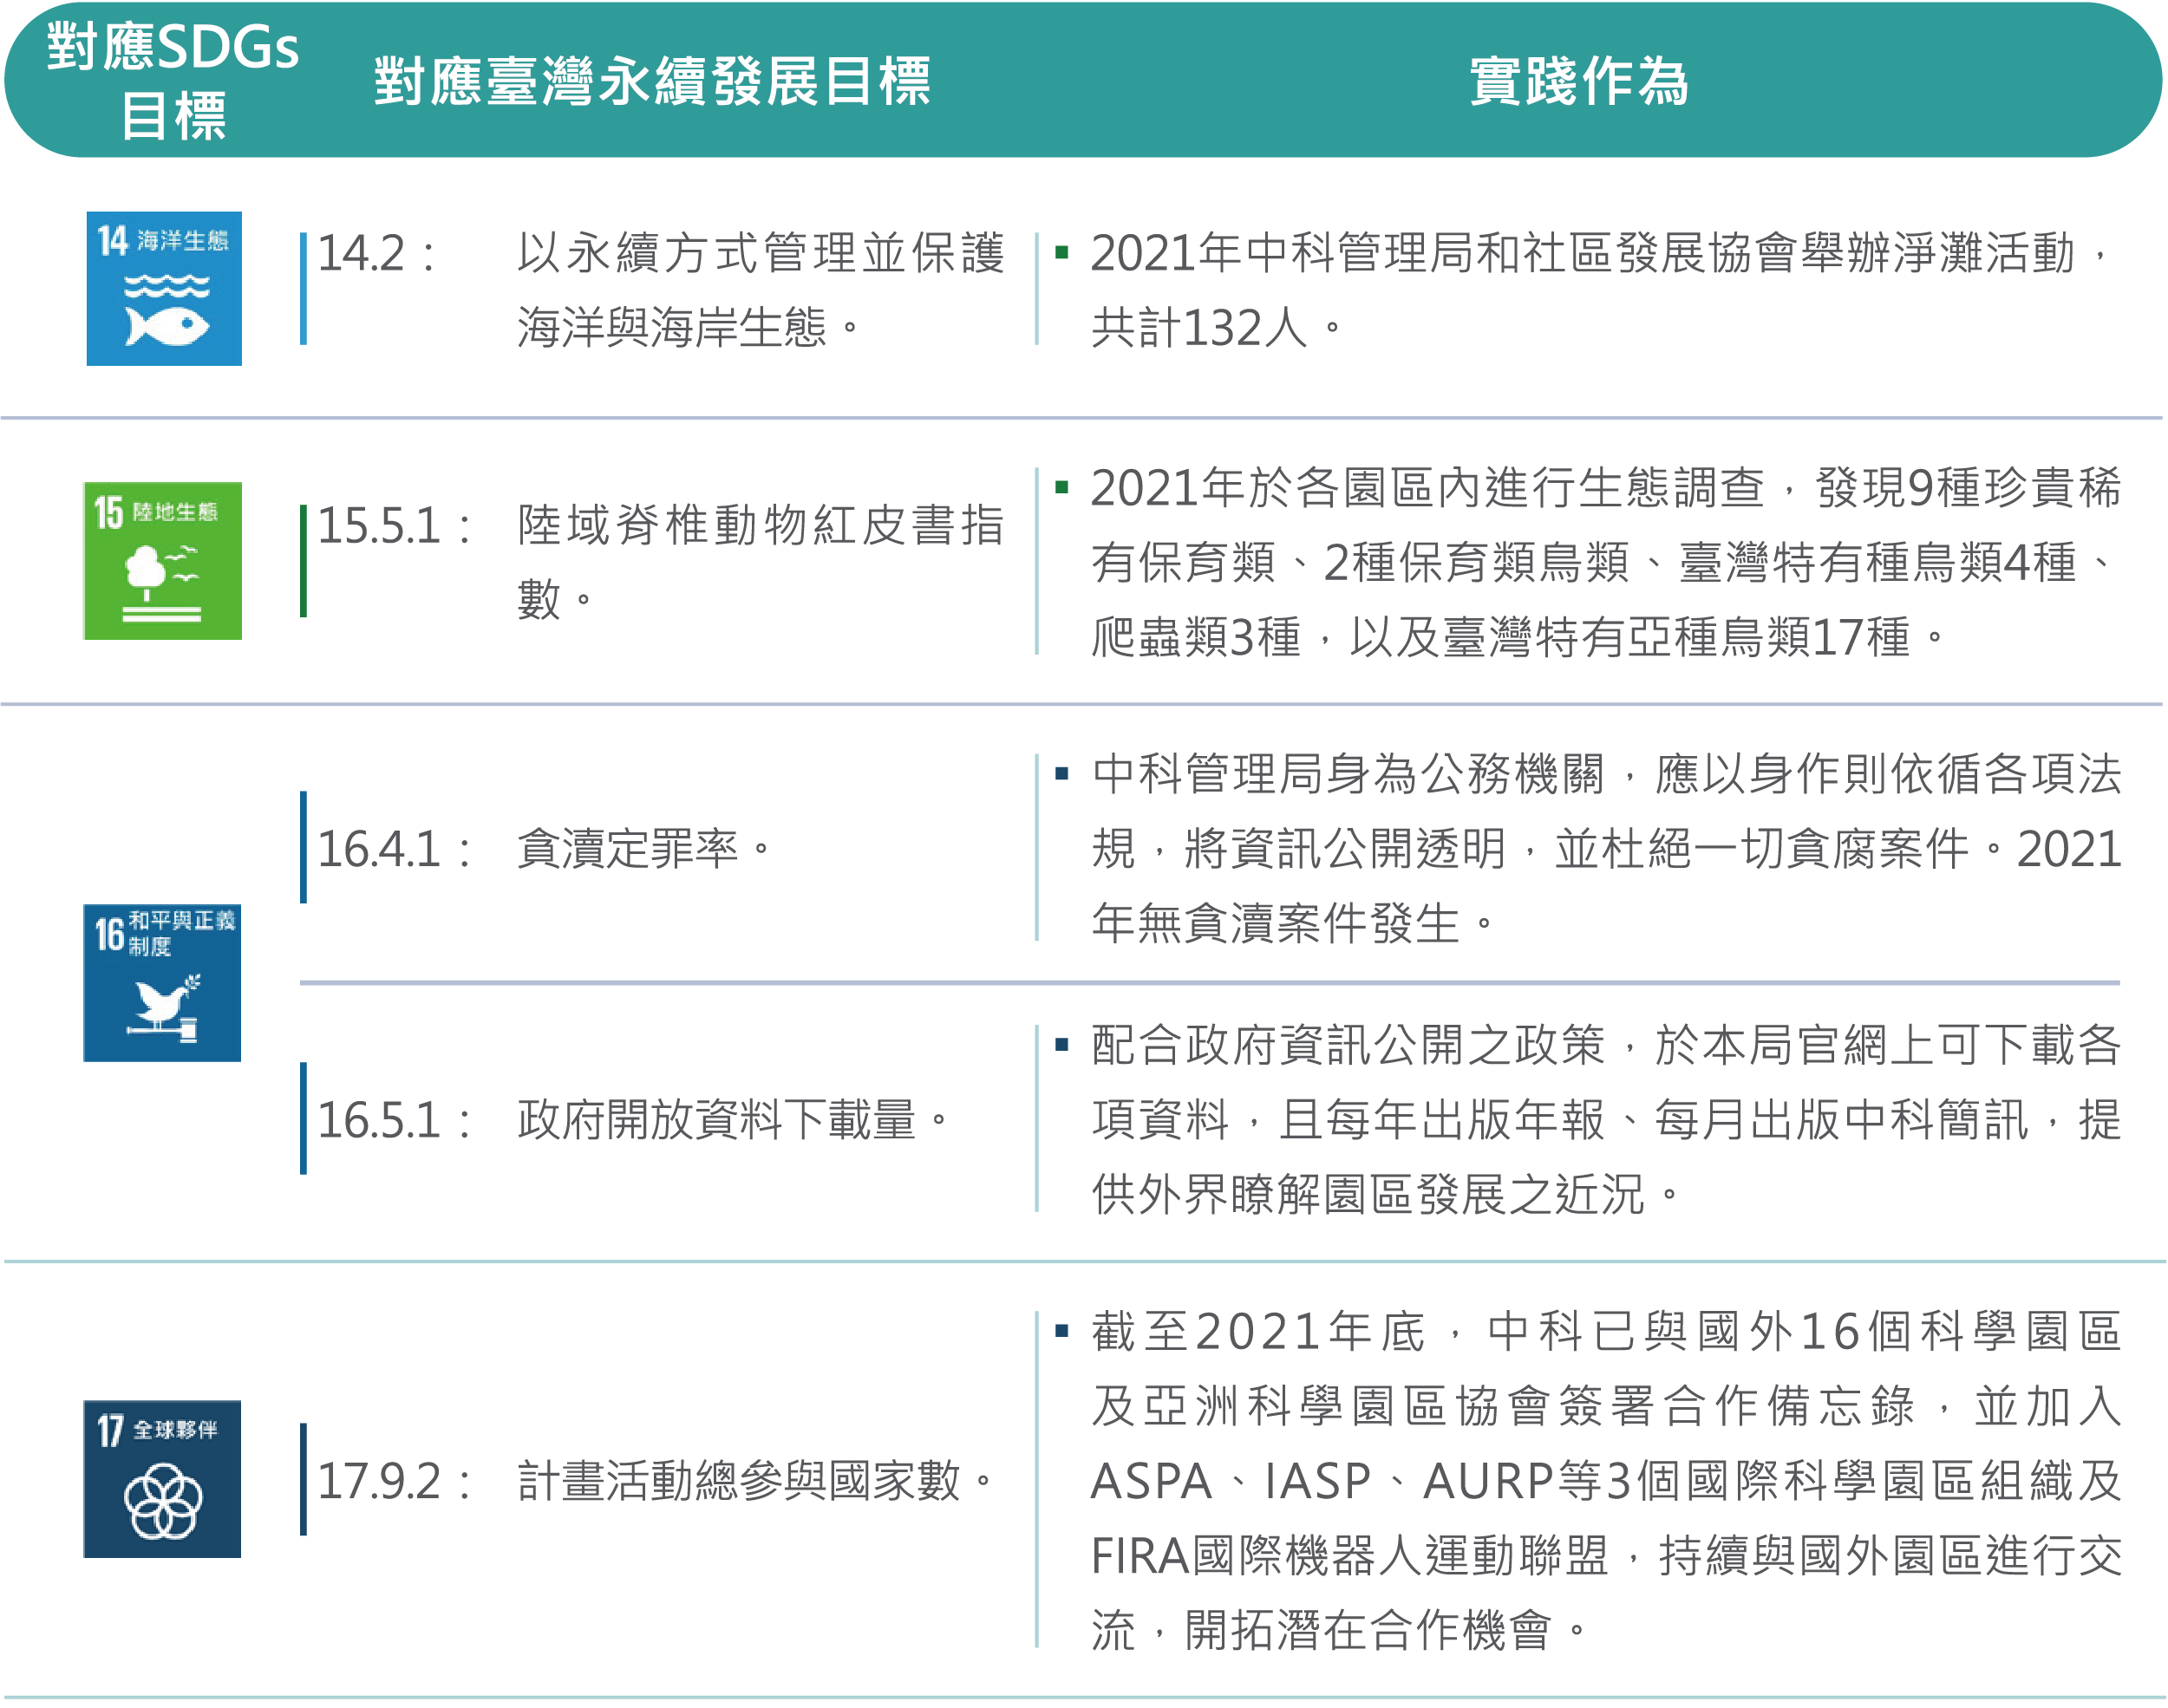 對應SDGs
目標
對應臺灣永續發展目標
實踐作為
14 海洋生態
14.2： 以永續方式管理並保護
海洋與海岸生態。
▪ 2021年中科管理局和社區發展協會舉辦淨灘活動，
共計132人。
15 陸地生態
15.5.1： 陸域脊椎動物紅皮書指
數。
▪ 2021年於各園區內進行生態調查，發現9種珍貴稀
有保育類、2種保育類鳥類、臺灣特有種鳥類4種、
爬蟲類3種，以及臺灣特有亞種鳥類17種。
16 和平與正義
制度
16.4.1： 貪瀆定罪率。
▪ 中科管理局身為公務機關，應以身作則依循各項法
規，將資訊公開透明，並杜絕一切貪腐案件。2021
年無貪瀆案件發生。
16.5.1： 政府開放資料下載量。
▪ 配合政府資訊公開之政策，於本局官網上可下載各
項資料，且每年出版年報、每月出版中科簡訊，提
供外界瞭解園區發展之近況。
17 全球夥伴
17.9.2： 計畫活動總參與國家數。
▪ 截至2021年底，中科已與國外16個科學園區
及亞洲科學園區協會簽署合作備忘錄，並加入
ASPA、IASP、AURP等3個國際科學園區組織及
FIRA國際機器人運動聯盟，持續與國外園區進行交
流，開拓潛在合作機會。